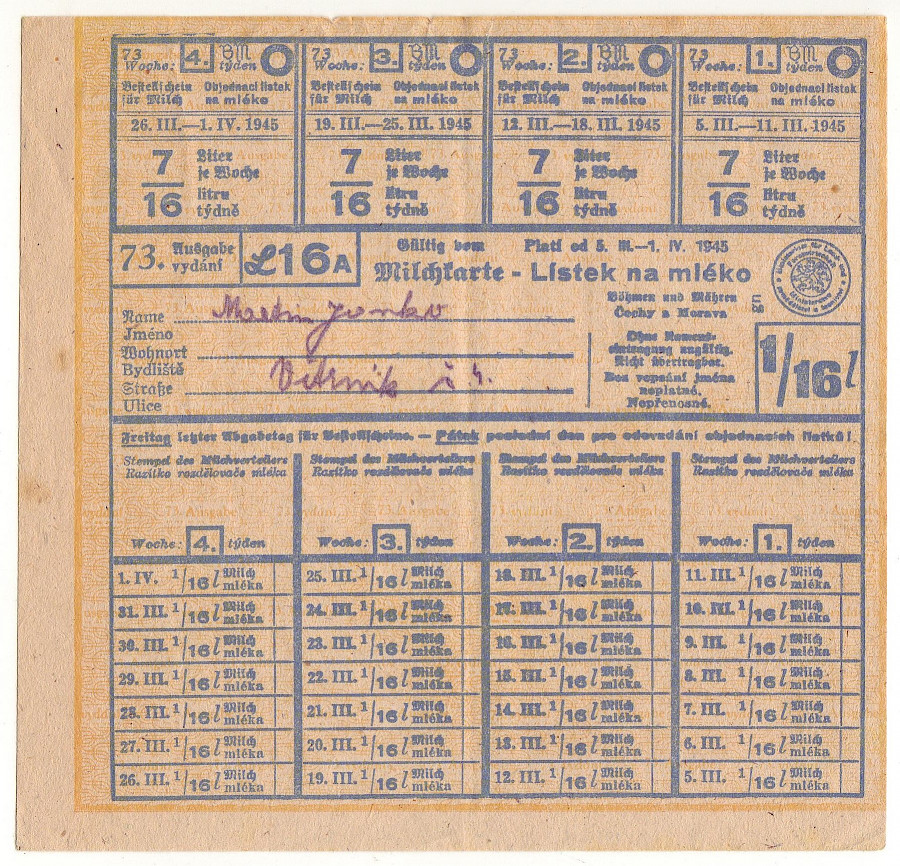 73 Woche: 4. týden BM
Bestellschein für Milch Objednací lístek na mléko
26. III.—1. IV. 1945
7/16 Liter je Woche litru týdně
73 Woche: 3. týden BM
Bestellschein für Milch Objednací lístek na mléko
19. III.—25. III. 1945
7/16 Liter je Woche litru týdně
73 Woche: 2. týden BM
Bestellschein für Milch Objednací lístek na mléko
12. III.—18. III. 1945
7/16 Liter je Woche litru týdně
73 Woche: 1. týden BM
Bestellschein für Milch Objednací lístek na mléko
5. III.—11. III. 1945
7/16 Liter je Woche litru týdně
73. Ausgabe vydání
L16A
Gültig vom Platí od 5. III.—1. IV. 1945
Milchkarte - Lístek na mléko
Böhmen und Mähren
Čechy a Morava
Name
Jméno
Wohnort
Bydliště
Straße
Ulice
Větrník č 4.
Ohne Namens-
eintragung ungültig.
Nicht übertragbar.
Bez vepsání jména
neplatné.
Nepřenosné.
1/16 l
Freitag letzter Abgabetag für Bestellscheine. — Pátek poslední den pro odevzdání objednacích lístků!
Stempel des Milchverteilers
Razítko rozdělovače mléka
Woche: 4. týden
1. IV. 1/16 l Milch mléka
31. III. 1/16 l Milch mléka
30. III. 1/16 l Milch mléka
29. III. 1/16 l Milch mléka
28. III. 1/16 l Milch mléka
27. III. 1/16 l Milch mléka
26. III. 1/16 l Milch mléka
Stempel des Milchverteilers
Razítko rozdělovače mléka
Woche: 3. týden
25. III. 1/16 l Milch mléka
24. III. 1/16 l Milch mléka
23. III. 1/16 l Milch mléka
22. III. 1/16 l Milch mléka
21. III. 1/16 l Milch mléka
20. III. 1/16 l Milch mléka
19. III. 1/16 l Milch mléka
Stempel des Milchverteilers
Razítko rozdělovače mléka
Woche: 2. týden
18. III. 1/16 l Milch mléka
17. III. 1/16 l Milch mléka
16. III. 1/16 l Milch mléka
15. III. 1/16 l Milch mléka
14. III. 1/16 l Milch mléka
13. III. 1/16 l Milch mléka
12. III. 1/16 l Milch mléka
Stempel des Milchverteilers
Razítko rozdělovače mléka
Woche: 1. týden
11. III. 1/16 l Milch mléka
10. III. 1/16 l Milch mléka
9. III. 1/16 l Milch mléka
8. III. 1/16 l Milch mléka
7. III. 1/16 l Milch mléka
6. III. 1/16 l Milch mléka
5. III. 1/16 l Milch mléka